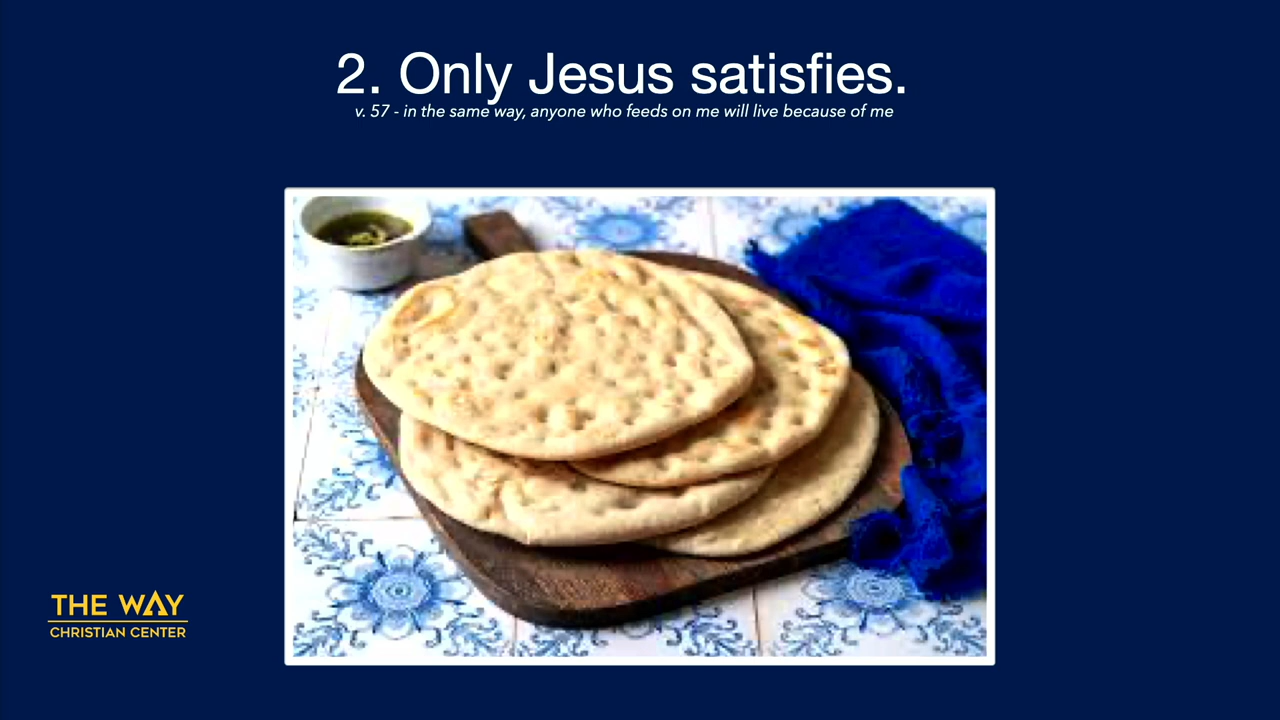 2. Only Jesus satisfies.
v. 57 - in the same way, anyone who feeds on me will live because of me
THE WAY
CHRISTIAN CENTER